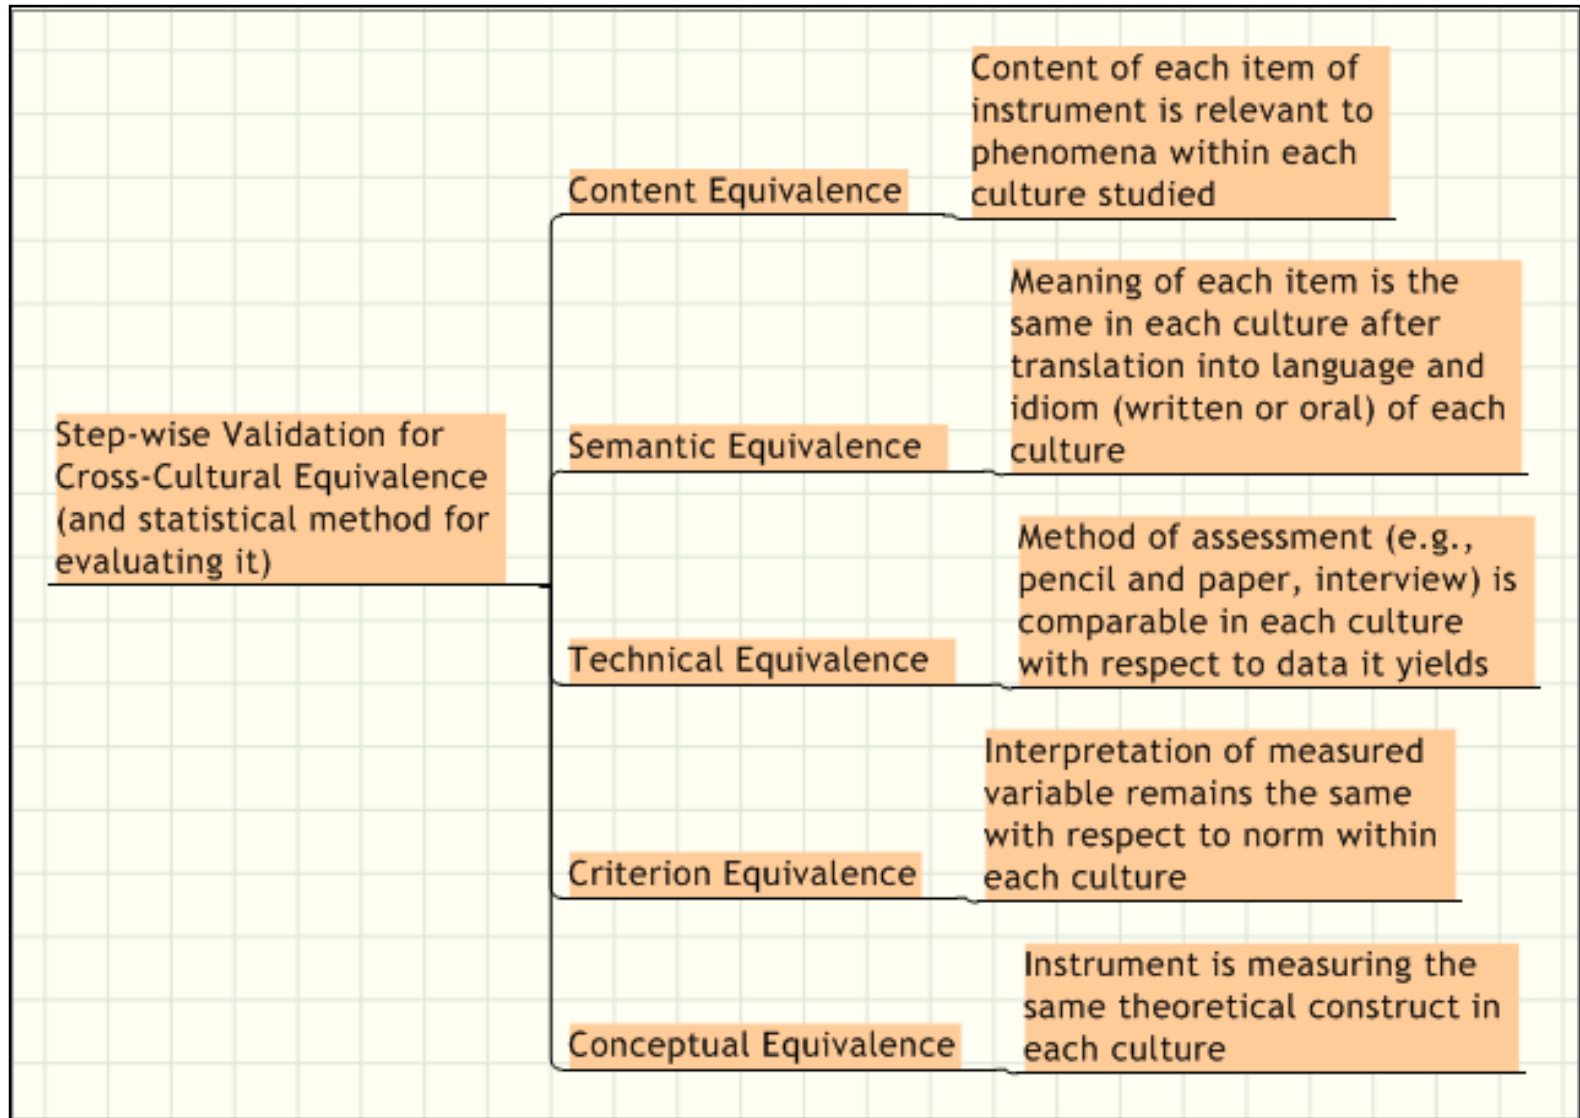 Step-wise Validation for
Cross-Cultural Equivalence
(and statistical method for
evaluating it)
Content Equivalence
Content of each item of
instrument is relevant to
phenomena within each
culture studied
Semantic Equivalence
Meaning of each item is the
same in each culture after
translation into language and
idiom (written or oral) of each
culture
Technical Equivalence
Method of assessment (e.g.,
pencil and paper, interview) is
comparable in each culture
with respect to data it yields
Criterion Equivalence
Interpretation of measured
variable remains the same
with respect to norm within
each culture
Conceptual Equivalence
Instrument is measuring the
same theoretical construct in
each culture